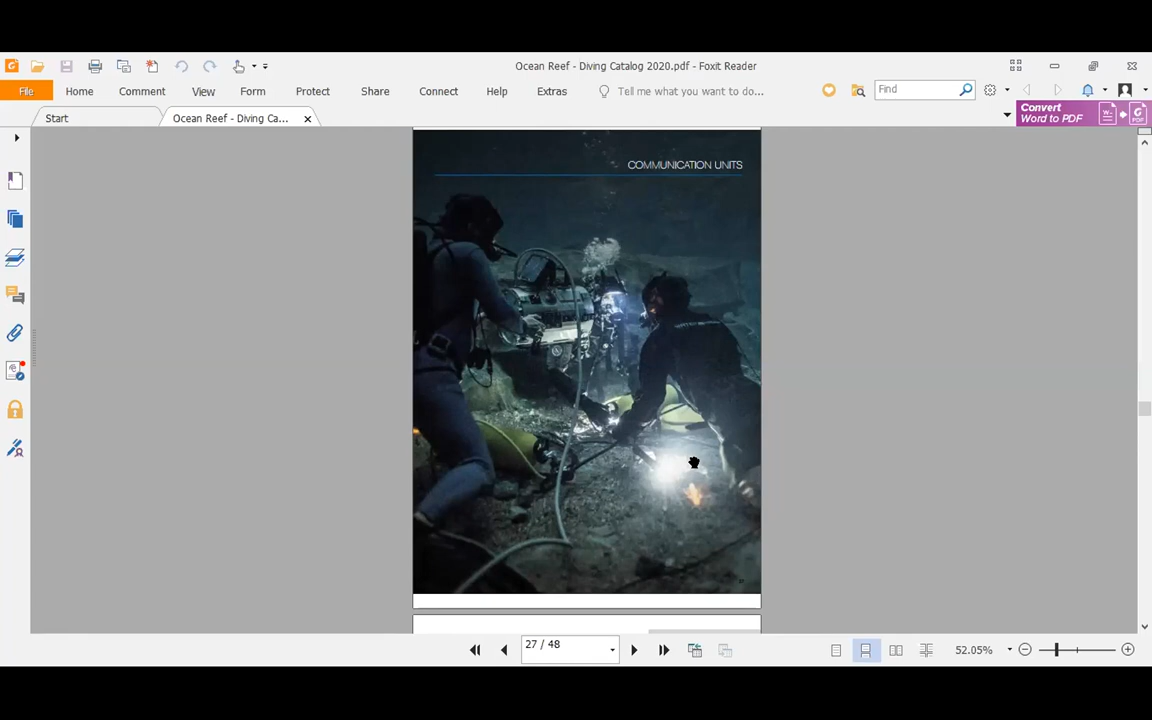 Ocean Reef - Diving Catalog 2020.pdf - Foxit Reader
File Home Comment View Form Protect Share Connect Help Extras Tell me what you want to do... Find
Start Ocean Reef - Diving Ca...
Convert
Word to PDF
COMMUNICATION UNITS
27 / 48
52.05%